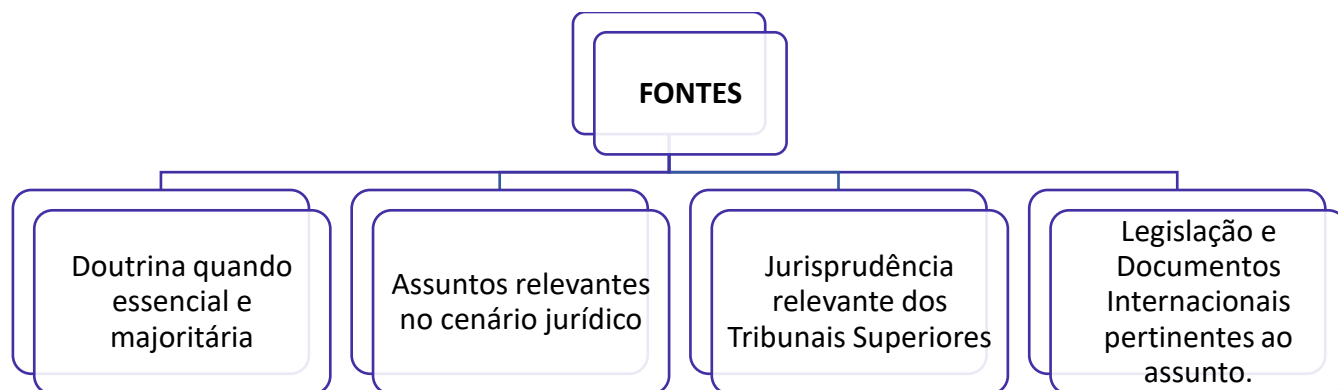 FONTES
Doutrina quando
essencial e
majoritária
Assuntos relevantes
no cenário jurídico
Jurisprudência
relevante dos
Tribunais Superiores
Legislação e
Documentos
Internacionais
pertinentes ao
assunto.